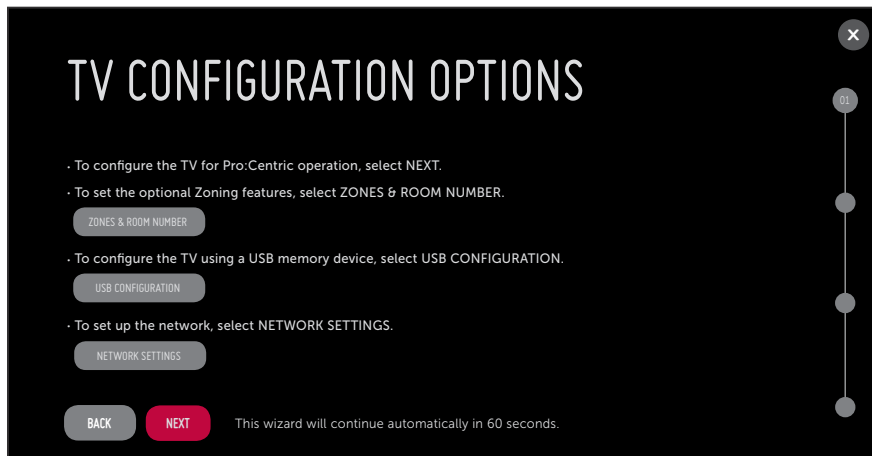 X
TV CONFIGURATION OPTIONS
01
· To configure the TV for Pro:Centric operation, select NEXT.
· To set the optional Zoning features, select ZONES & ROOM NUMBER.
ZONES & ROOM NUMBER
· To configure the TV using a USB memory device, select USB CONFIGURATION.
USB CONFIGURATION
· To set up the network, select NETWORK SETTINGS.
NETWORK SETTINGS
BACK NEXT This wizard will continue automatically in 60 seconds.